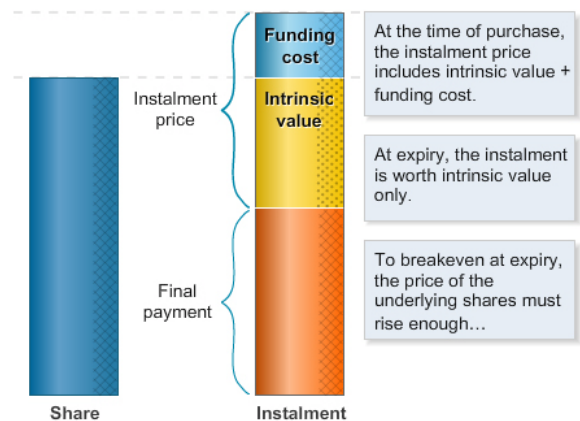 Funding
cost
Instalment
price
Intrinsic
value
Final
payment
Share
Instalment
At the time of purchase,
the instalment price
includes intrinsic value +
funding cost.
At expiry, the instalment
is worth intrinsic value
only.
To breakeven at expiry,
the price of the
underlying shares must
rise enough…